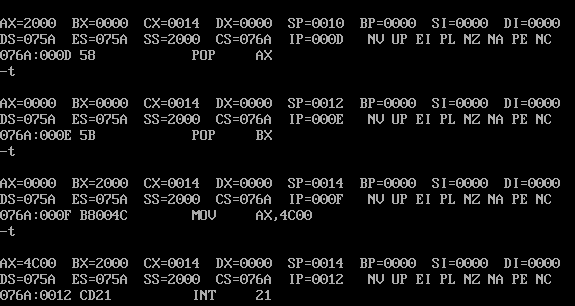 AX=2000  BX=0000  CX=0014  DX=0000  SP=0010  BP=0000  SI=0000  DI=0000
DS=075A  ES=075A  SS=2000  CS=076A  IP=000D   NV UP EI PL NZ NA PE NC
076A:000D 58            POP     AX
-t
AX=0000  BX=0000  CX=0014  DX=0000  SP=0012  BP=0000  SI=0000  DI=0000
DS=075A  ES=075A  SS=2000  CS=076A  IP=000E   NV UP EI PL NZ NA PE NC
076A:000E 5B            POP     BX
-t
AX=0000  BX=2000  CX=0014  DX=0000  SP=0014  BP=0000  SI=0000  DI=0000
DS=075A  ES=075A  SS=2000  CS=076A  IP=000F   NV UP EI PL NZ NA PE NC
076A:000F B8004C        MOV     AX,4C00
-t
AX=4C00  BX=2000  CX=0014  DX=0000  SP=0014  BP=0000  SI=0000  DI=0000
DS=075A  ES=075A  SS=2000  CS=076A  IP=0012   NV UP EI PL NZ NA PE NC
076A:0012 CD21          INT     21